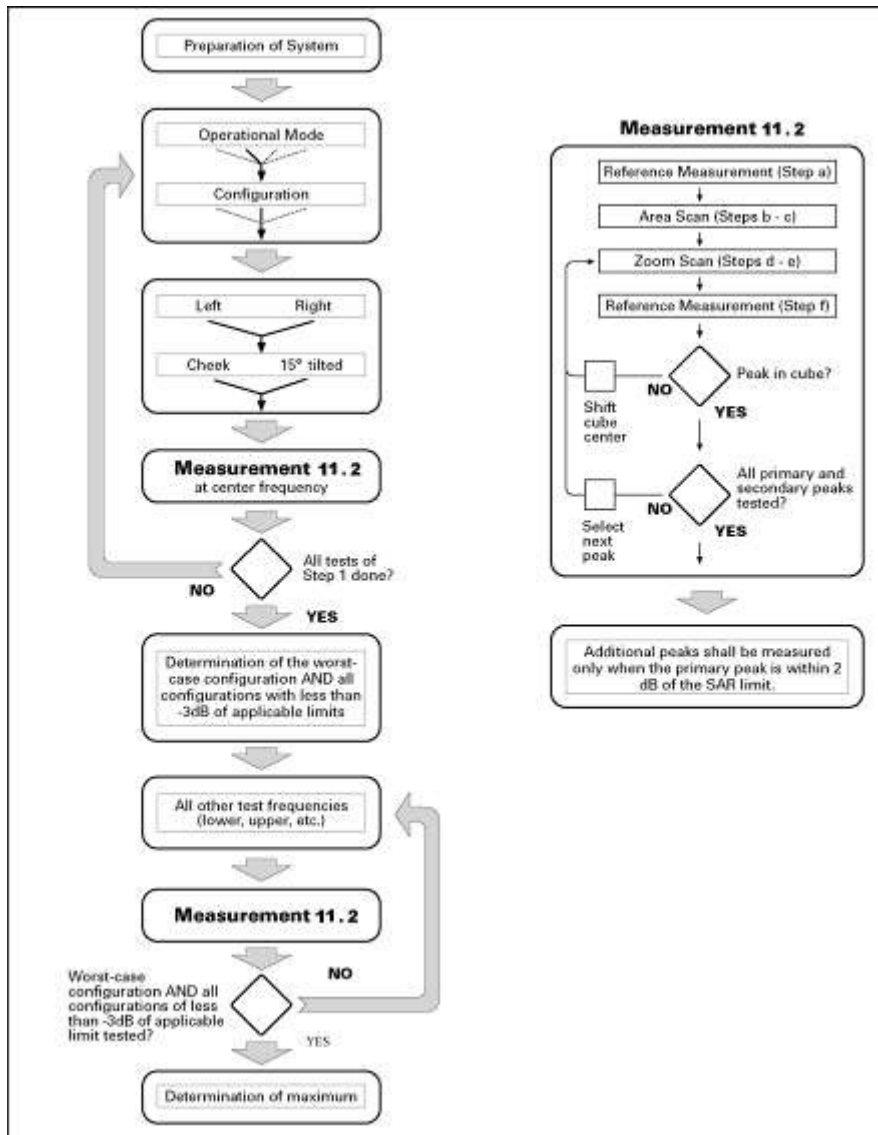 Preparation of System
Operational Mode
Configuration
Left Right
Cheek 15° tilted
Measurement 11.2
at center frequency
All tests of
Step 1 done?
NO
YES
Determination of the worst-
case configuration AND all
configurations with less than
-3dB of applicable limits
All other test frequencies
(lower, upper, etc.)
Measurement 11.2
NO
Worst-case
configuration AND all
configurations of less
than -3dB of applicable
limit tested?
YES
Determination of maximum
Measurement 11.2
Reference Measurement (Step a)
Area Scan (Steps b - c)
Zoom Scan (Steps d - e)
Reference Measurement (Step f)
Peak in cube?
NO
Shift
cube
center
YES
All primary and
secondary peaks
tested?
NO
Select
next
peak
YES
Additional peaks shall be measured
only when the primary peak is within 2
dB of the SAR limit.